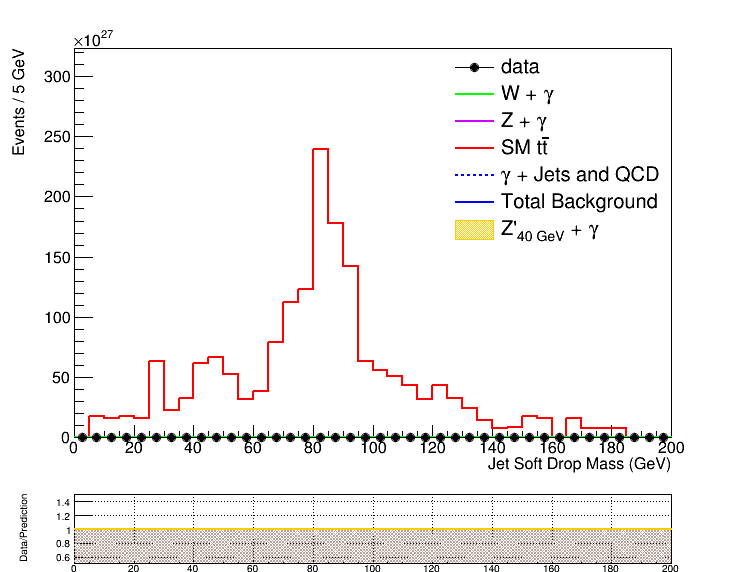 ×10²⁷
Events / 5 GeV
300
250
200
150
100
50
0
data
W + γ
Z + γ
SM tt̄
γ + Jets and QCD
Total Background
Z'40 GeV + γ
0 20 40 60 80 100 120 140 160 180 200
Jet Soft Drop Mass (GeV)
Data/Prediction
1.4
1.2
1
0.8
0.6
0 20 40 60 80 100 120 140 160 180 200